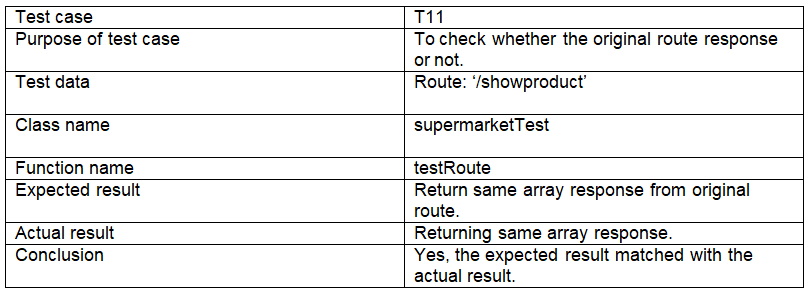 Test case T11
Purpose of test case To check whether the original route response
or not.
Test data Route: ‘/showproduct’
Class name supermarketTest
Function name testRoute
Expected result Return same array response from original
route.
Actual result Returning same array response.
Conclusion Yes, the expected result matched with the
actual result.